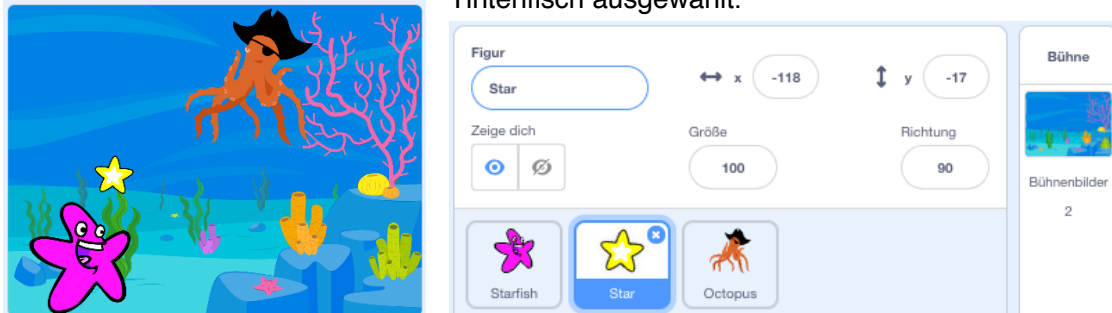 Tintenfisch ausgewählt.
Figur
Star
x -118
y -17
Zeige dich
Größe
100
Richtung
90
Starfish
Star
Octopus
Bühne
Bühnenbilder
2